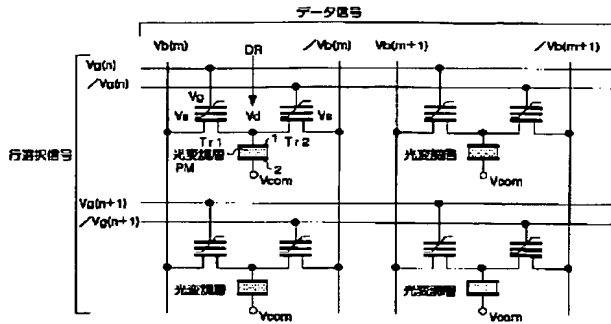 データ信号
Vb(m) DR /Vb(m) Vb(m+1) /Vb(m+1)
Vg(n)
/Vg(n)
Vg
Vs Vd Vs
Tr1 1 Tr2
光変調層 光変調層
PM 2
Vcom Vcom
行選択信号
Vg(n+1)
/Vg(n+1)
光変調層 光変調層
Vcom Vcom